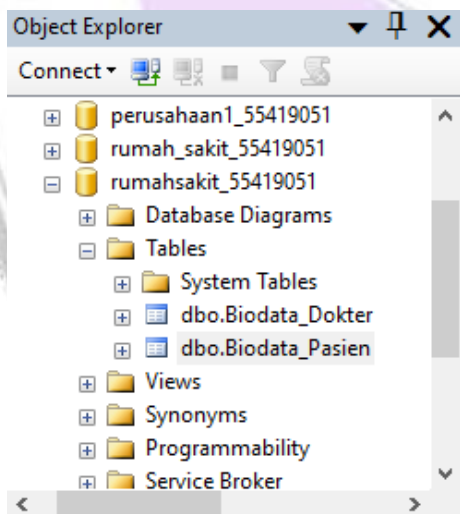 Object Explorer
Connect
perusahaan1_55419051
rumah_sakit_55419051
rumahsakit_55419051
Database Diagrams
Tables
System Tables
dbo.Biodata_Dokter
dbo.Biodata_Pasien
Views
Synonyms
Programmability
Service Broker